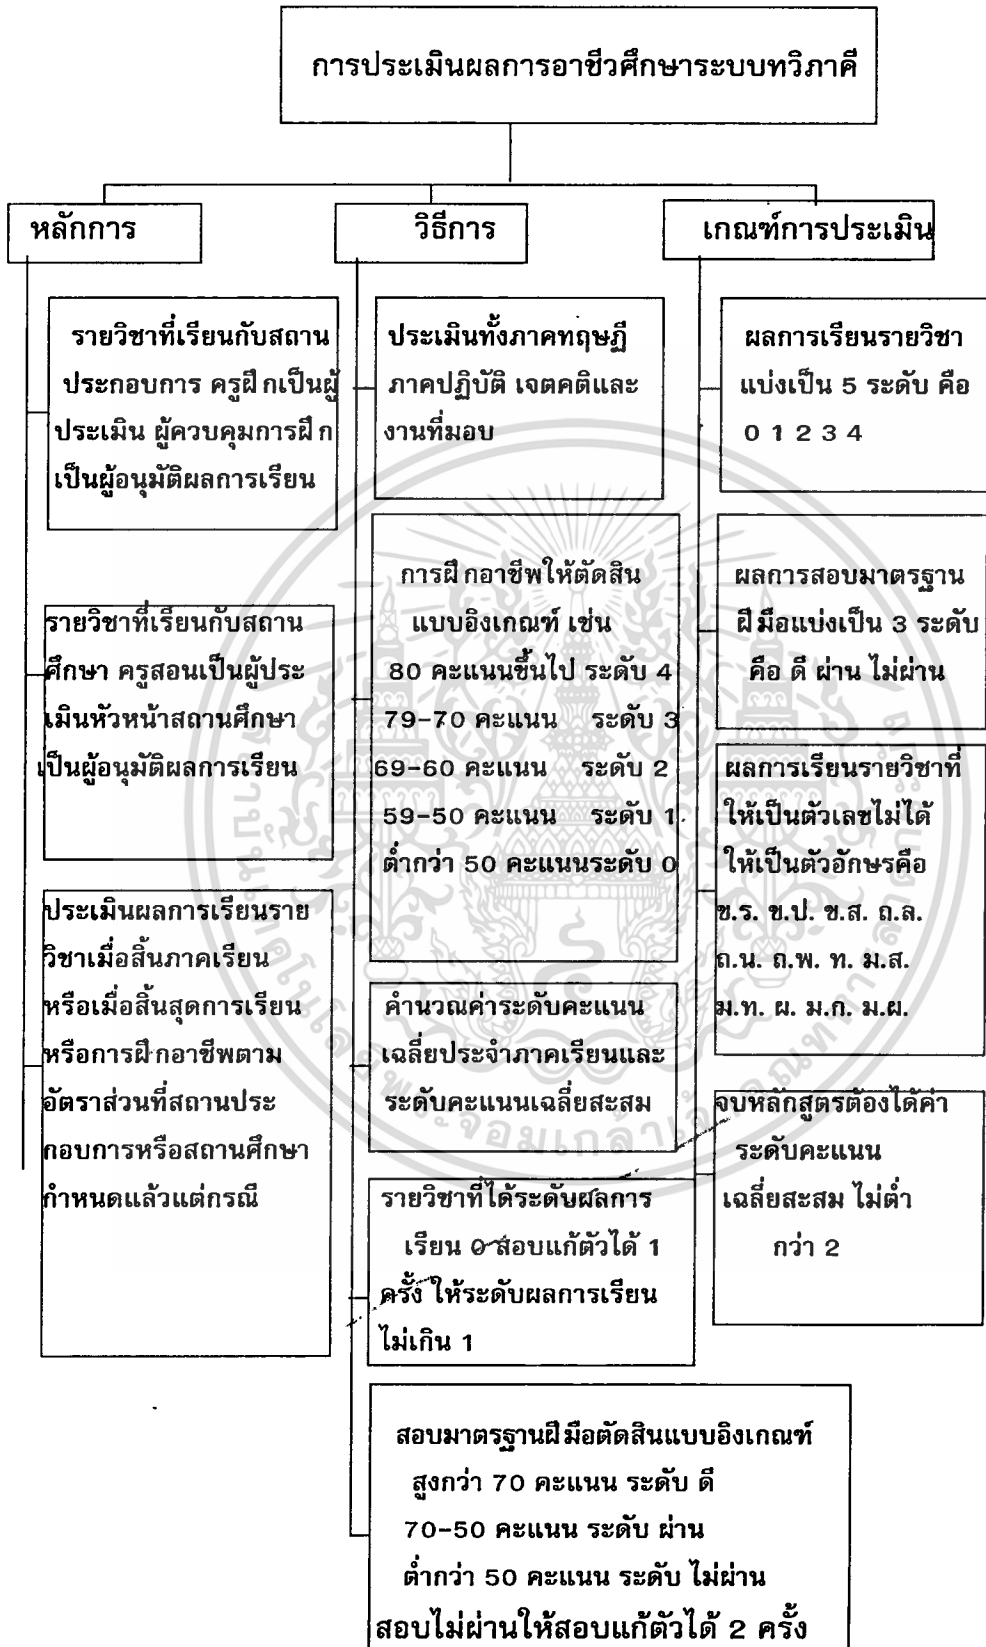 การประเมินผลการอาชีวศึกษาระบบทวิภาคี
หลักการ
รายวิชาที่เรียนกับสถาน
ประกอบการ ครูฝึกเป็นผู้
ประเมิน ผู้ควบคุมการฝึก
เป็นผู้อนุมัติผลการเรียน
รายวิชาที่เรียนกับสถาน
ศึกษา ครูสอนเป็นผู้ประ
เมินหัวหน้าสถานศึกษา
เป็นผู้อนุมัติผลการเรียน
ประเมินผลการเรียนราย
วิชาเมื่อสิ้นภาคเรียน
หรือเมื่อสิ้นสุดการเรียน
หรือการฝึกอาชีพตาม
อัตราส่วนที่สถานประ
กอบการหรือสถานศึกษา
กำหนดแล้วแต่กรณี
วิธีการ
ประเมินทั้งภาคทฤษฎี
ภาคปฏิบัติ เจตคติและ
งานที่มอบ
การฝึกอาชีพให้ตัดสิน
แบบอิงเกณฑ์ เช่น
80 คะแนนขึ้นไป ระดับ 4
79-70 คะแนน ระดับ 3
69-60 คะแนน ระดับ 2
59-50 คะแนน ระดับ 1
ต่ำกว่า 50 คะแนนระดับ 0
คำนวณค่าระดับคะแนน
เฉลี่ยประจำภาคเรียนและ
ระดับคะแนนเฉลี่ยสะสม
รายวิชาที่ได้ระดับผลการ
เรียน 0 สอบแก้ตัวได้ 1
ครั้ง ให้ระดับผลการเรียน
ไม่เกิน 1
สอบมาตรฐานฝีมือตัดสินแบบอิงเกณฑ์
สูงกว่า 70 คะแนน ระดับ ดี
70-50 คะแนน ระดับ ผ่าน
ต่ำกว่า 50 คะแนน ระดับ ไม่ผ่าน
สอบไม่ผ่านให้สอบแก้ตัวได้ 2 ครั้ง
เกณฑ์การประเมิน
ผลการเรียนรายวิชา
แบ่งเป็น 5 ระดับ คือ
0 1 2 3 4
ผลการสอบมาตรฐาน
ฝีมือแบ่งเป็น 3 ระดับ
คือ ดี ผ่าน ไม่ผ่าน
ผลการเรียนรายวิชาที่
ให้เป็นตัวเลขไม่ได้
ให้เป็นตัวอักษรคือ
ข.ร. ข.ป. ข.ส. ถ.ล.
ถ.น. ถ.พ. ท. ม.ส.
ม.ท. ผ. ม.ก. ม.ผ.
จบหลักสูตรต้องได้ค่า
ระดับคะแนน
เฉลี่ยสะสม ไม่ต่ำ
กว่า 2